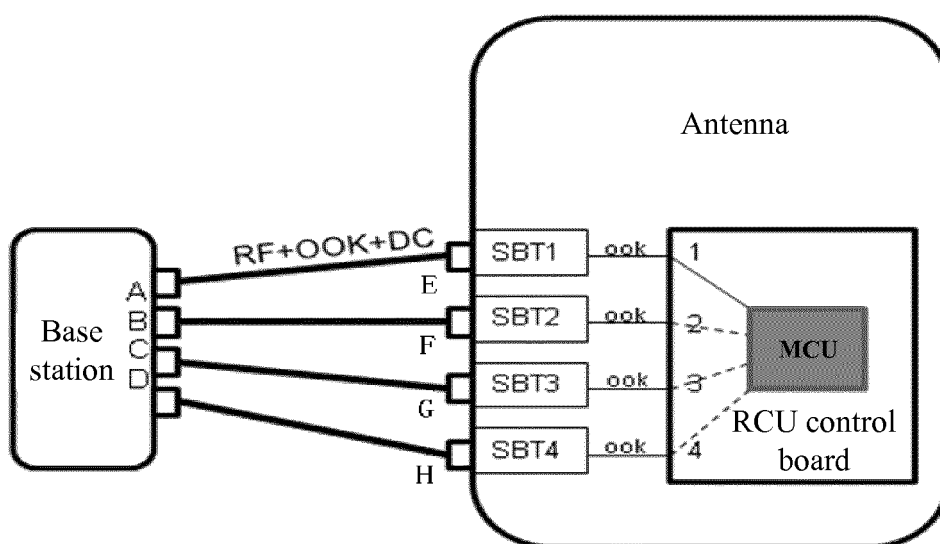 Antenna
RF+OOK+DC
Base
station
A
B
C
D
E
F
G
H
SBT1
ook
1
SBT2
ook
2
SBT3
ook
3
SBT4
ook
4
MCU
RCU control
board